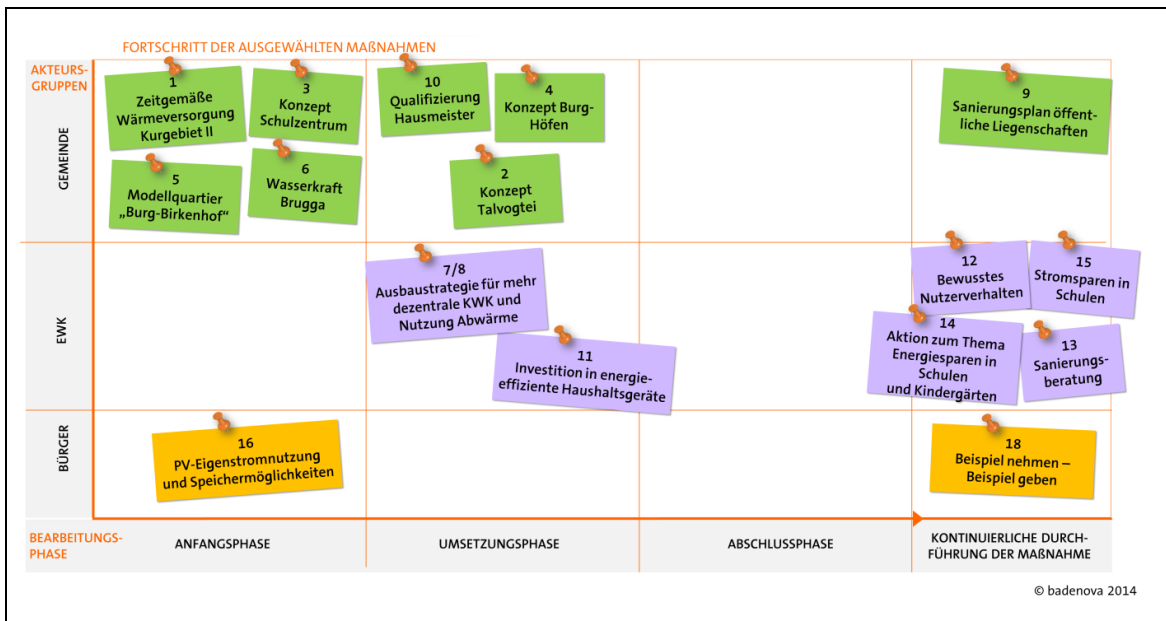 FORTSCHRITT DER AUSGEWÄHLTEN MAßNAHMEN
AKTEURS-
GRUPPEN
GEMEINDE
1
Zeitgemäße
Wärmeversorgung
Kurgebiet II
3
Konzept
Schulzentrum
5
Modellquartier
„Burg-Birkenhof“
6
Wasserkraft
Brugga
10
Qualifizierung
Hausmeister
4
Konzept Burg-
Höfen
2
Konzept
Talvogtei
9
Sanierungsplan öffent-
liche Liegenschaften
EWK
7/8
Ausbaustrategie für mehr
dezentrale KWK und
Nutzung Abwärme
11
Investition in energie-
effiziente Haushaltsgeräte
12
Bewusstes
Nutzerverhalten
15
Stromsparen in
Schulen
14
Aktion zum Thema
Energiesparen in
Schulen
und Kindergärten
13
Sanierungs-
beratung
BÜRGER
16
PV-Eigenstromnutzung
und Speichermöglichkeiten
18
Beispiel nehmen –
Beispiel geben
BEARBEITUNGS-
PHASE
ANFANGSPHASE
UMSETZUNGSPHASE
ABSCHLUSSPHASE
KONTINUIERLICHE DURCH-
FÜHRUNG DER MAßNAHME
© badenova 2014